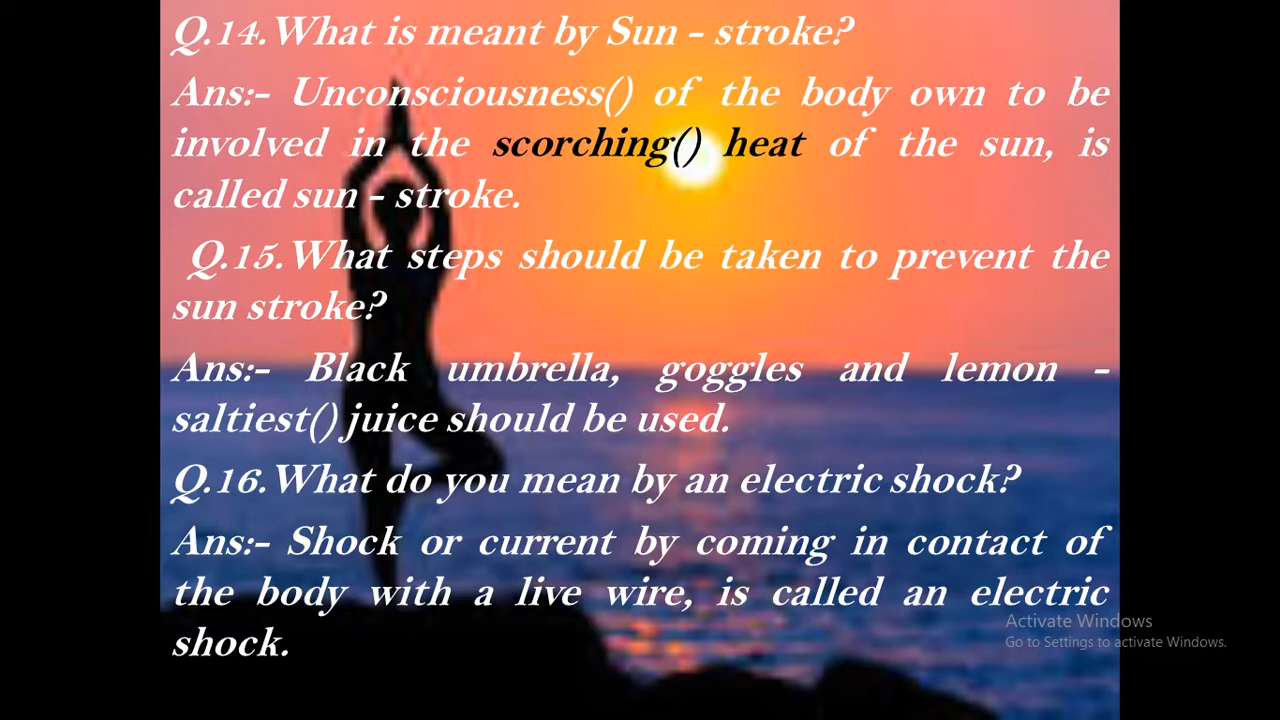 Q.14.What is meant by Sun - stroke?
Ans:- Unconsciousness() of the body own to be
involved in the scorching() heat of the sun, is
called sun - stroke.
Q.15.What steps should be taken to prevent the
sun stroke?
Ans:- Black umbrella, goggles and lemon -
saltiest() juice should be used.
Q.16.What do you mean by an electric shock?
Ans:- Shock or current by coming in contact of
the body with a live wire, is called an electric
shock.
Activate Windows
Go to Settings to activate Windows.